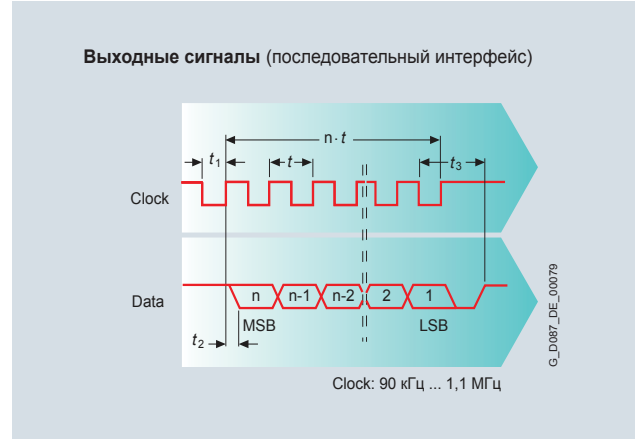 Выходные сигналы (последовательный интерфейс)
n · t
t1
t
t3
Clock
Data
n
n-1
n-2
2
1
MSB
LSB
t2
Clock: 90 кГц ... 1,1 МГц
G_D087_DE_00079